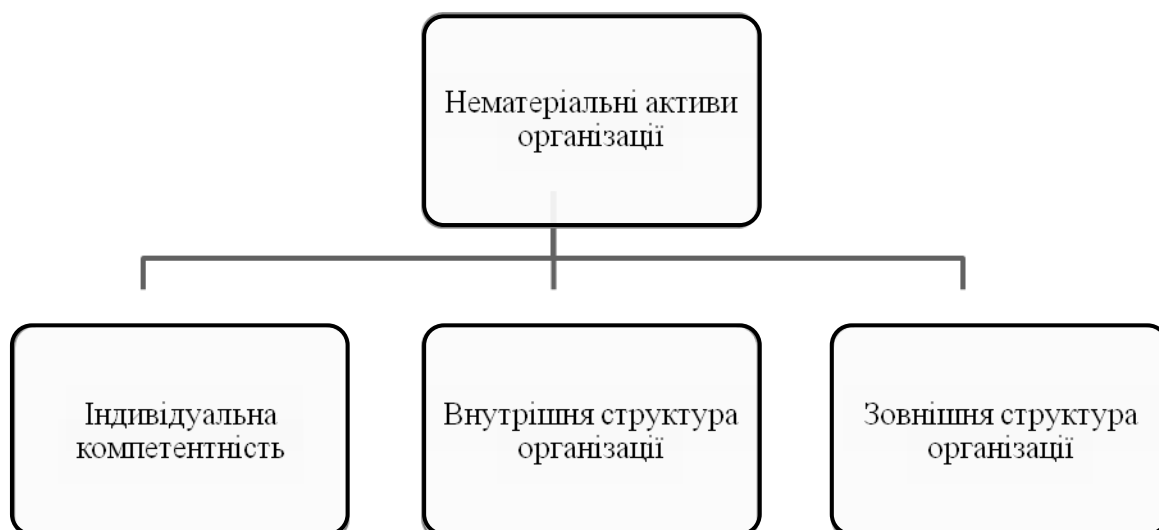 Нематеріальні активи
організації
Індивідуальна
компетентність
Внутрішня структура
організації
Зовнішня структура
організації